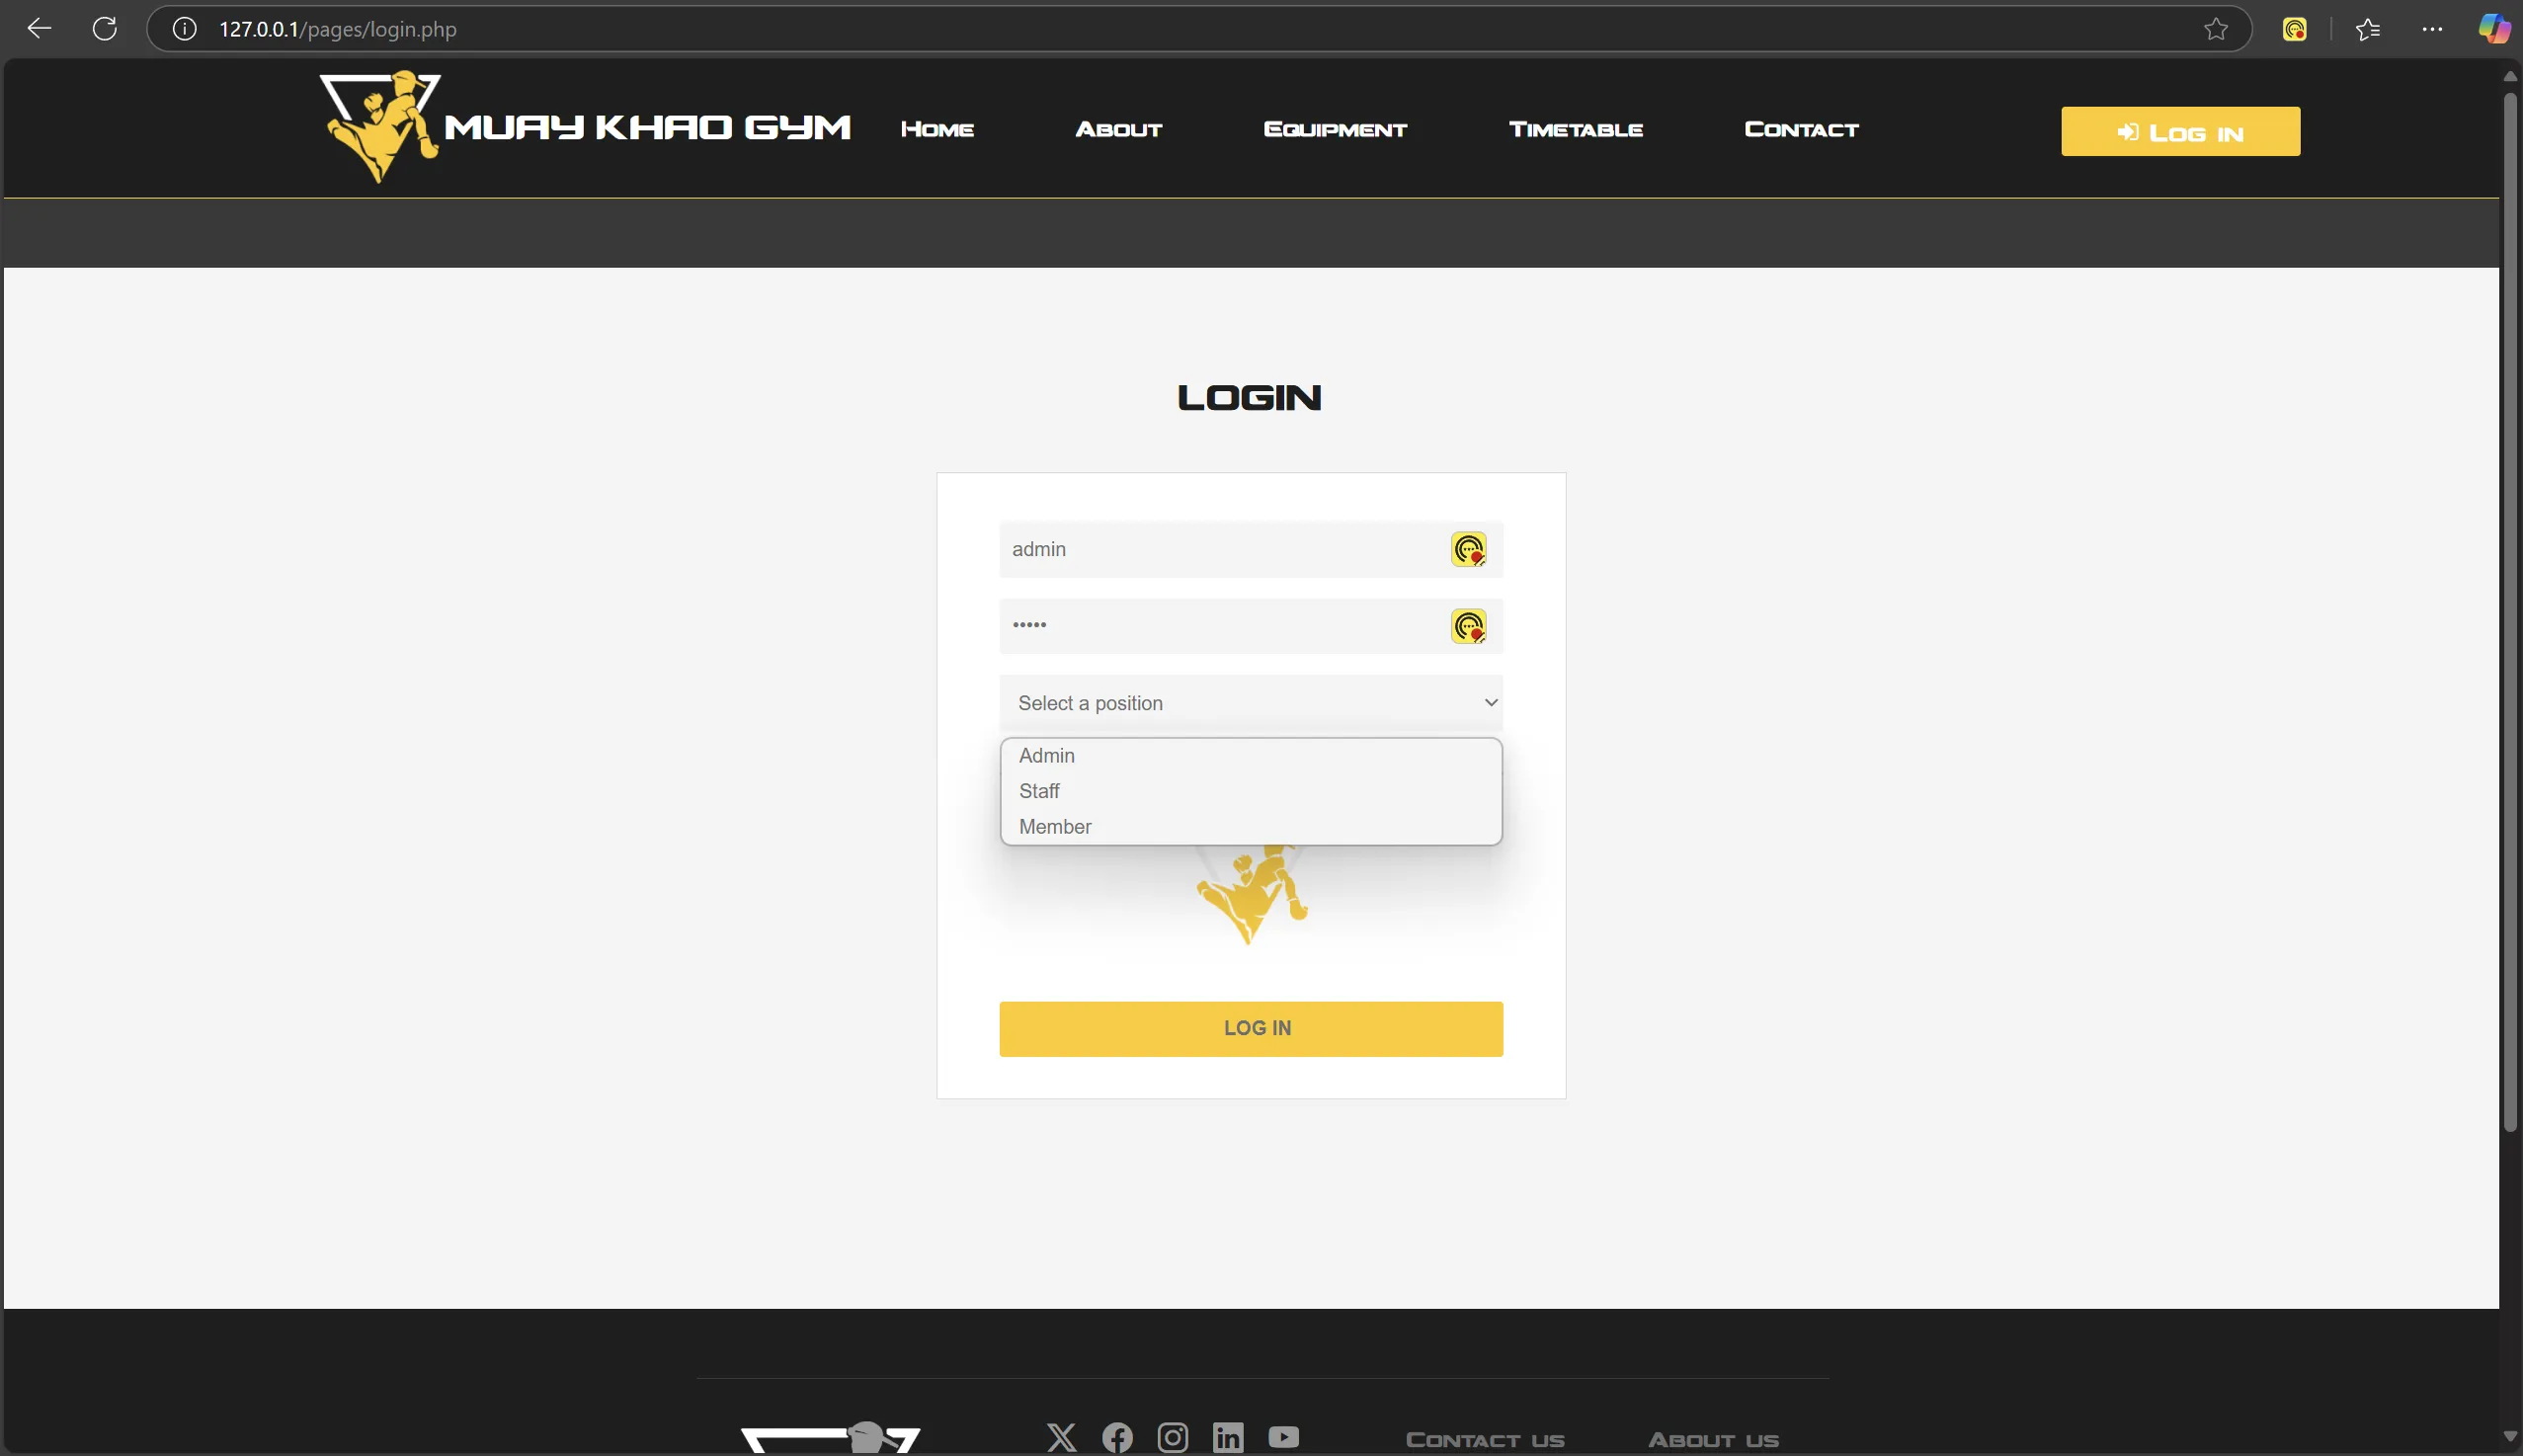 127.0.0.1/pages/login.php
MUAY KHAO GYM
Home
About
Equipment
Timetable
Contact
Log in
LOGIN
admin
•••••
Select a position
Admin
Staff
Member
LOG IN
Contact us
About us